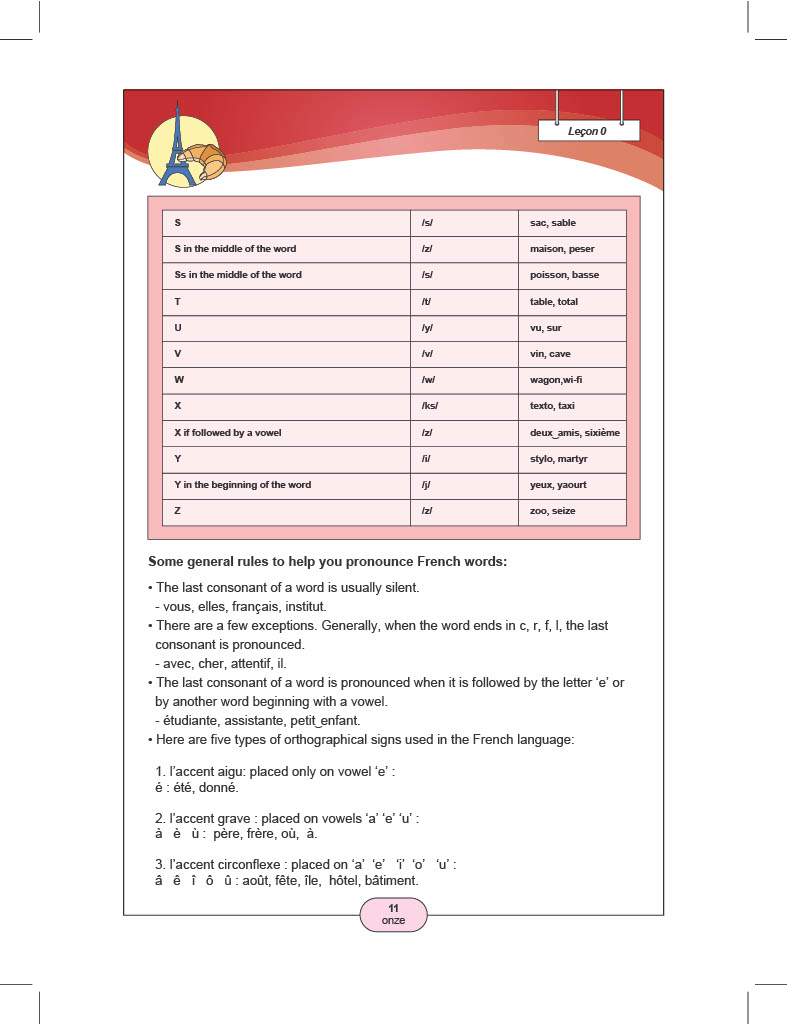 Leçon 0
S /s/ sac, sable
S in the middle of the word /z/ maison, peser
Ss in the middle of the word /s/ poisson, basse
T /t/ table, total
U /y/ vu, sur
V /v/ vin, cave
W /w/ wagon,wi-fi
X /ks/ texto, taxi
X if followed by a vowel /z/ deux‿amis, sixième
Y /i/ stylo, martyr
Y in the beginning of the word /j/ yeux, yaourt
Z /z/ zoo, seize
Some general rules to help you pronounce French words:
• The last consonant of a word is usually silent.
- vous, elles, français, institut.
• There are a few exceptions. Generally, when the word ends in c, r, f, l, the last
consonant is pronounced.
- avec, cher, attentif, il.
• The last consonant of a word is pronounced when it is followed by the letter ‘e’ or
by another word beginning with a vowel.
- étudiante, assistante, petit‿enfant.
• Here are five types of orthographical signs used in the French language:
1. l’accent aigu: placed only on vowel ‘e’ :
é : été, donné.
2. l’accent grave : placed on vowels ‘a’ ‘e’ ‘u’ :
à è ù : père, frère, où, à.
3. l’accent circonflexe : placed on ‘a’ ‘e’ ‘i’ ‘o’ ‘u’ :
â ê î ô û : août, fête, île, hôtel, bâtiment.
11
onze